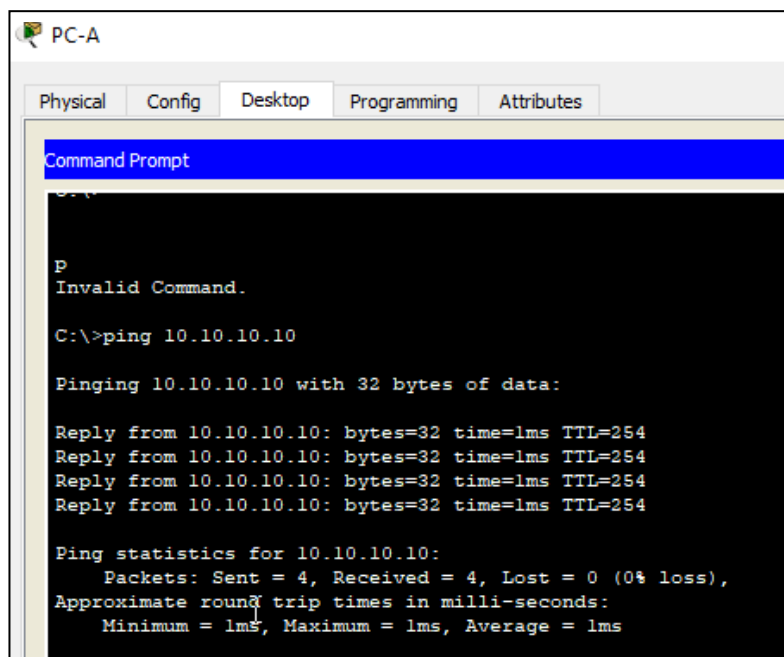 PC-A
Physical Config Desktop Programming Attributes
Command Prompt
p
Invalid Command.
C:\>ping 10.10.10.10
Pinging 10.10.10.10 with 32 bytes of data:
Reply from 10.10.10.10: bytes=32 time=1ms TTL=254
Reply from 10.10.10.10: bytes=32 time=1ms TTL=254
Reply from 10.10.10.10: bytes=32 time=1ms TTL=254
Reply from 10.10.10.10: bytes=32 time=1ms TTL=254
Ping statistics for 10.10.10.10:
Packets: Sent = 4, Received = 4, Lost = 0 (0% loss),
Approximate round trip times in milli-seconds:
Minimum = 1ms, Maximum = 1ms, Average = 1ms